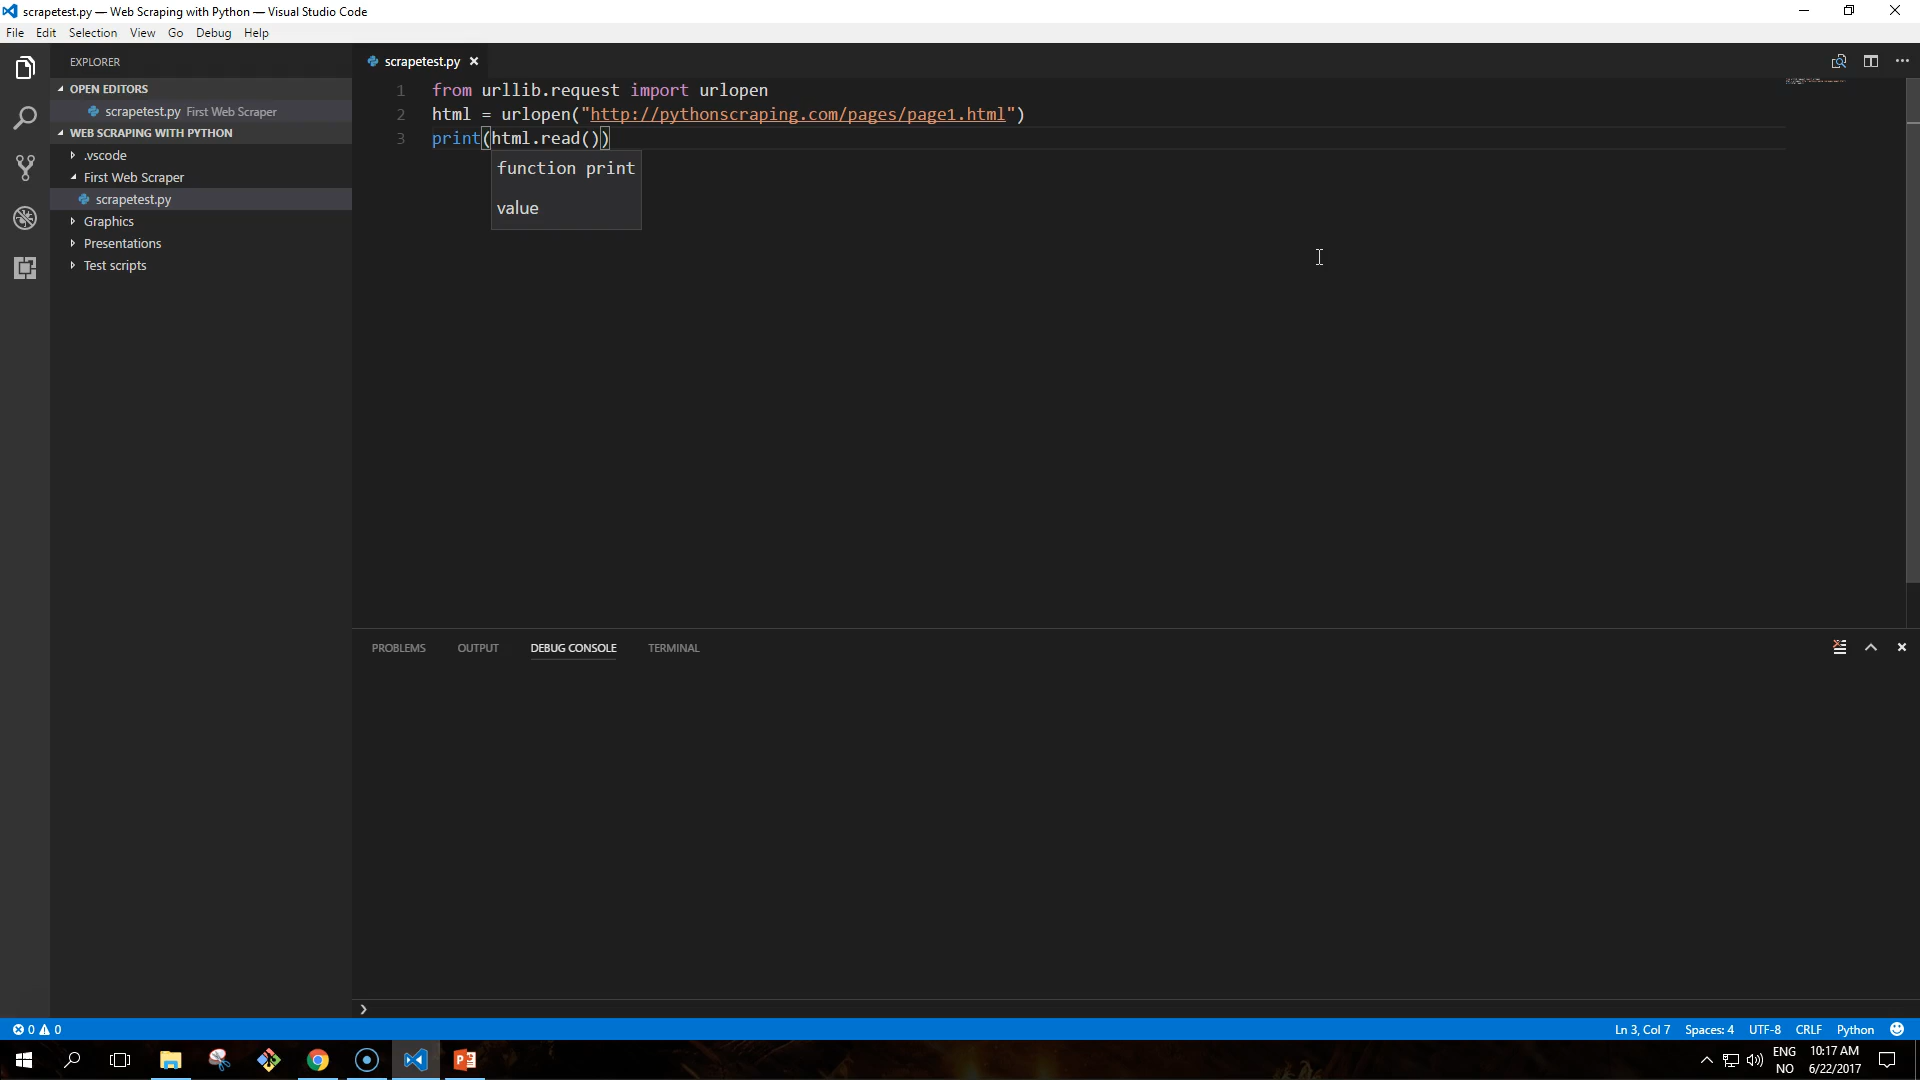 scrapetest.py — Web Scraping with Python — Visual Studio Code
File Edit Selection View Go Debug Help
EXPLORER
OPEN EDITORS
scrapetest.py First Web Scraper
WEB SCRAPING WITH PYTHON
.vscode
First Web Scraper
scrapetest.py
Graphics
Presentations
Test scripts
scrapetest.py
1 from urllib.request import urlopen
2 html = urlopen("http://pythonscraping.com/pages/page1.html")
3 print(html.read())
function print
value
PROBLEMS OUTPUT DEBUG CONSOLE TERMINAL
0 0
Ln 3, Col 7 Spaces: 4 UTF-8 CRLF Python
ENG
NO
10:17 AM
6/22/2017